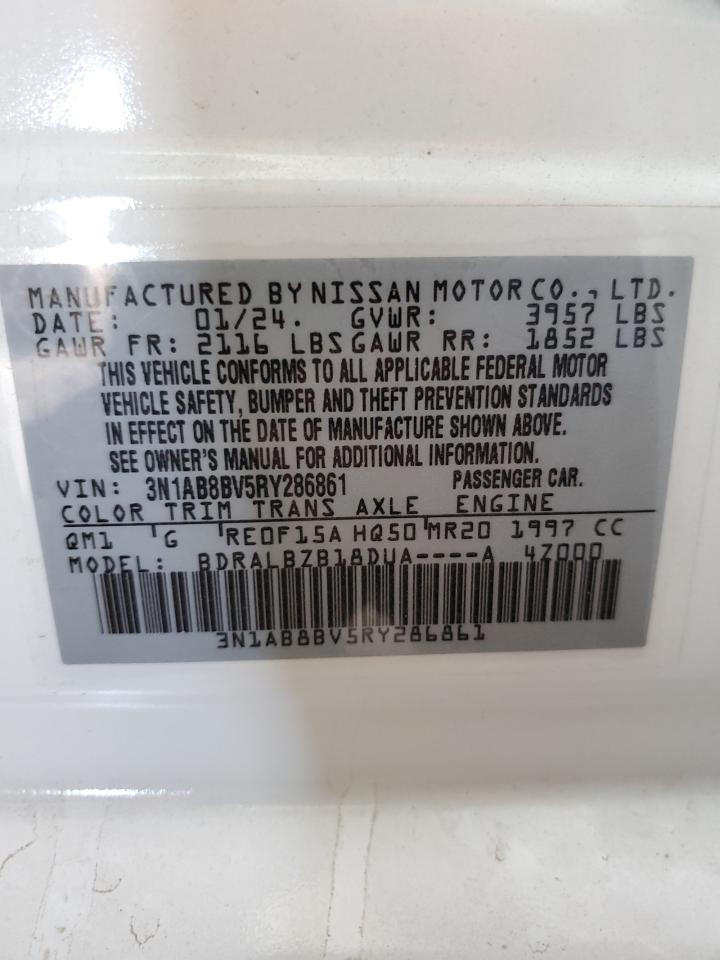 MANUFACTURED BY NISSAN MOTOR CO., LTD.
DATE: 01/24. GVWR: 3957 LBS
GAWR FR: 2116 LBS GAWR RR: 1852 LBS
THIS VEHICLE CONFORMS TO ALL APPLICABLE FEDERAL MOTOR
VEHICLE SAFETY, BUMPER AND THEFT PREVENTION STANDARDS
IN EFFECT ON THE DATE OF MANUFACTURE SHOWN ABOVE.
SEE OWNER'S MANUAL FOR ADDITIONAL INFORMATION.
VIN: 3N1AB8BV5RY286861 PASSENGER CAR.
COLOR TRIM TRANS AXLE ENGINE
QM1 G RE0F15A HQ50 MR20 1997 CC
MODEL: BDRALBZB18DUA----A 4Z000
3N1AB8BV5RY286861